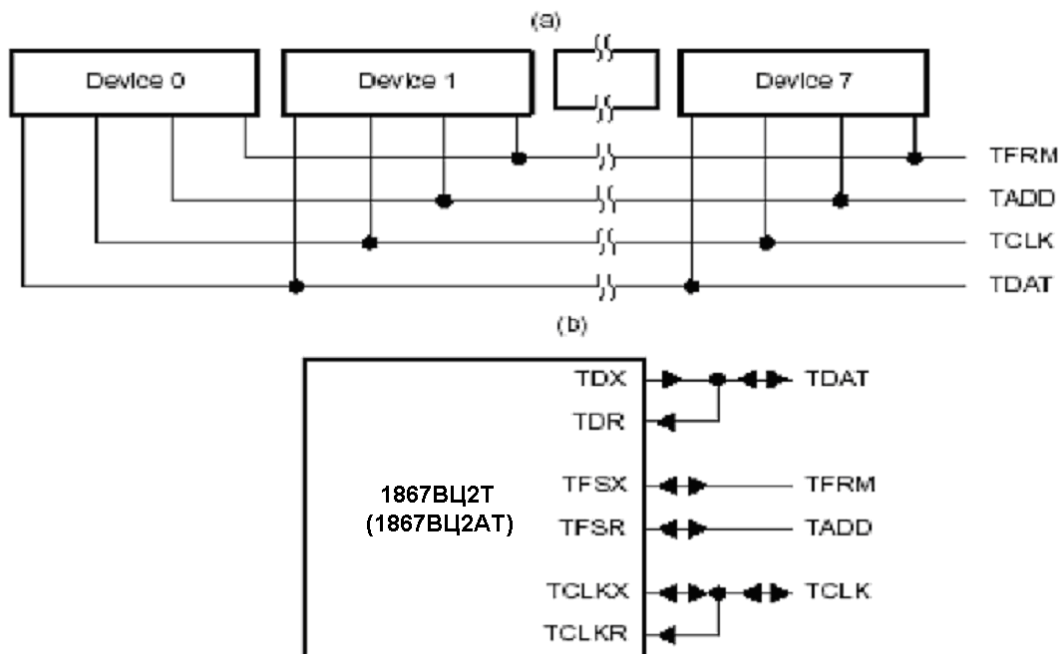 (a)
Device 0 Device 1 Device 7
TFRM
TADD
TCLK
TDAT
(b)
TDX TDAT
TDR
1867ВЦ2Т
(1867ВЦ2АТ)
TFSX TFRM
TFSR TADD
TCLKX TCLK
TCLKR